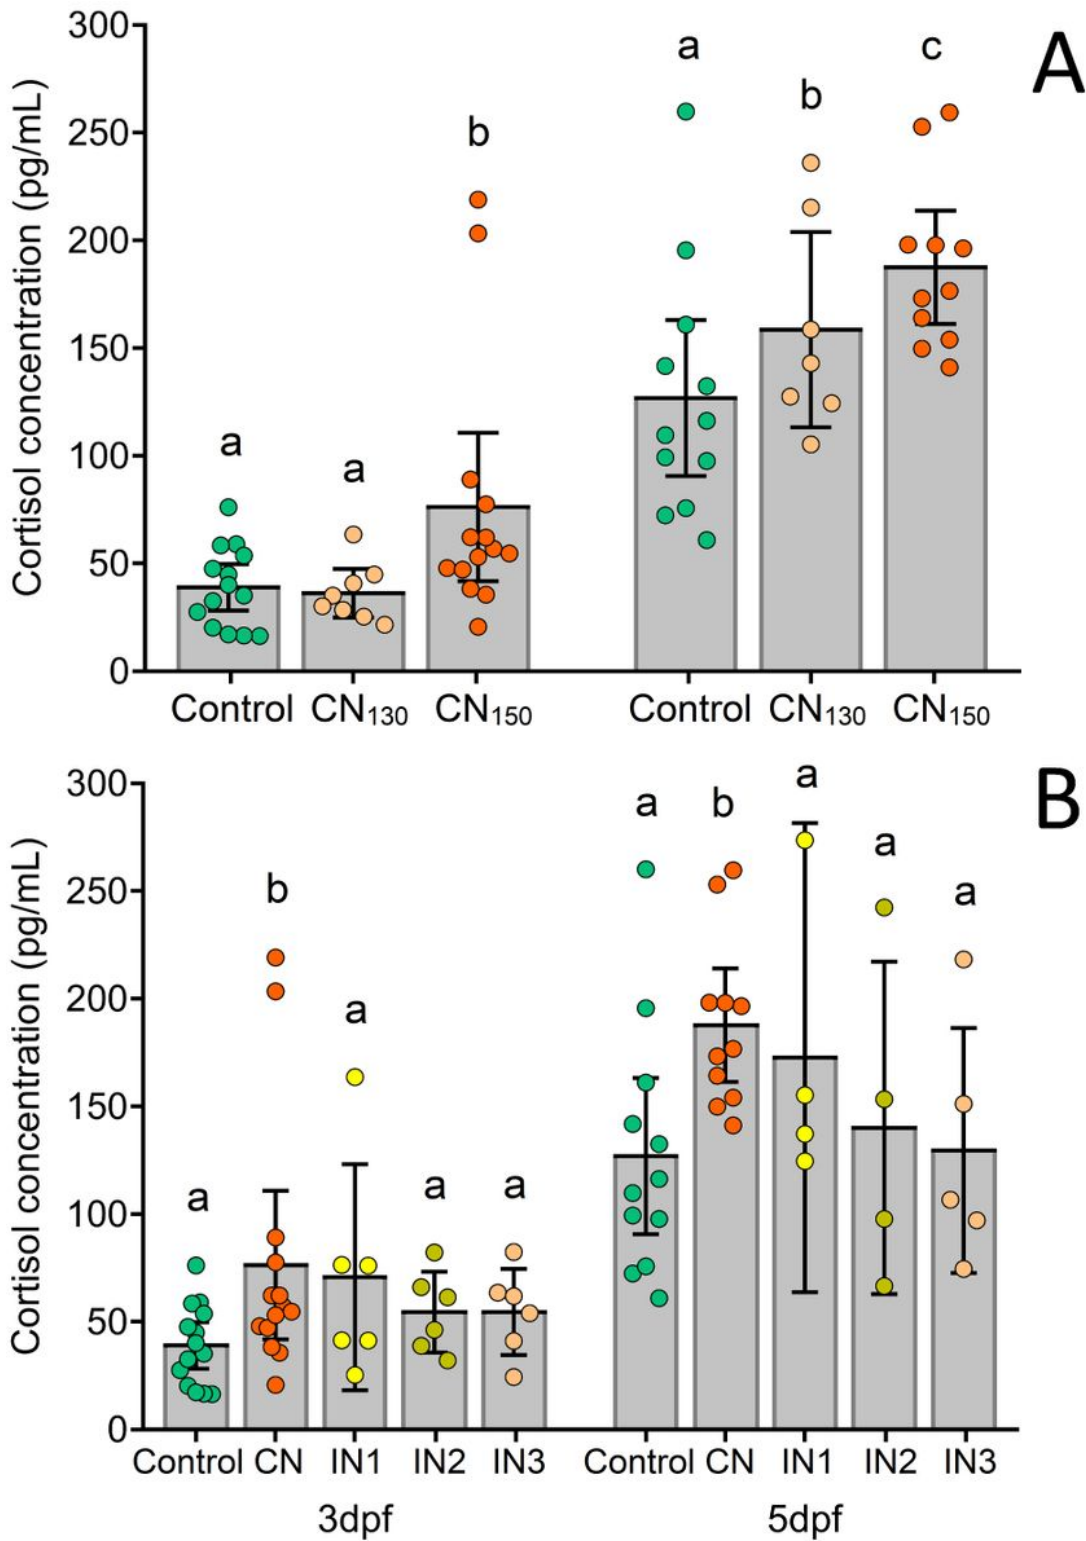 A
Cortisol concentration (pg/mL)
300
250
200
150
100
50
0
a
a
b
a
b
c
Control CN130 CN150 Control CN130 CN150
B
Cortisol concentration (pg/mL)
300
250
200
150
100
50
0
a
b
a
a
a
a
b
a
a
a
Control CN IN1 IN2 IN3 Control CN IN1 IN2 IN3
3dpf 5dpf